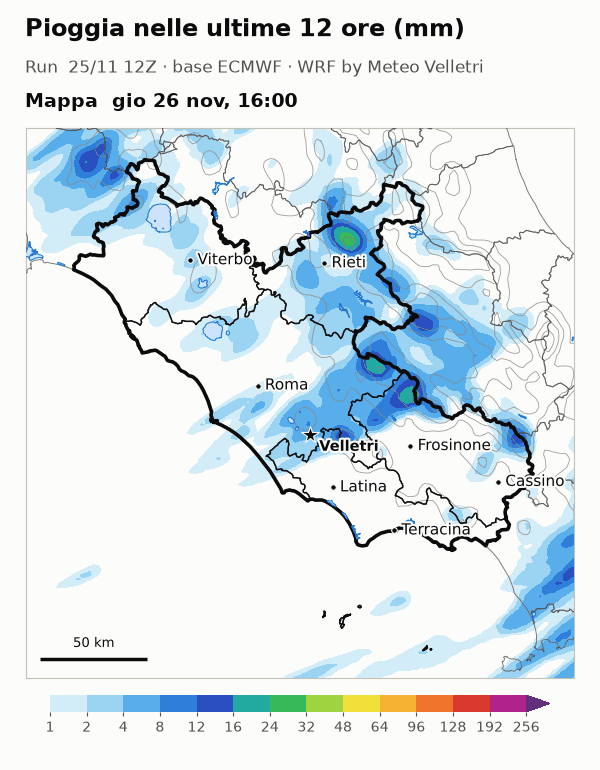 Pioggia nelle ultime 12 ore (mm)
Run  25/11 12Z · base ECMWF · WRF by Meteo Velletri
Mappa  gio 26 nov, 16:00
Viterbo
Rieti
Roma
Velletri
Frosinone
Latina
Cassino
Terracina
50 km
1 2 4 8 12 16 24 32 48 64 96 128 192 256